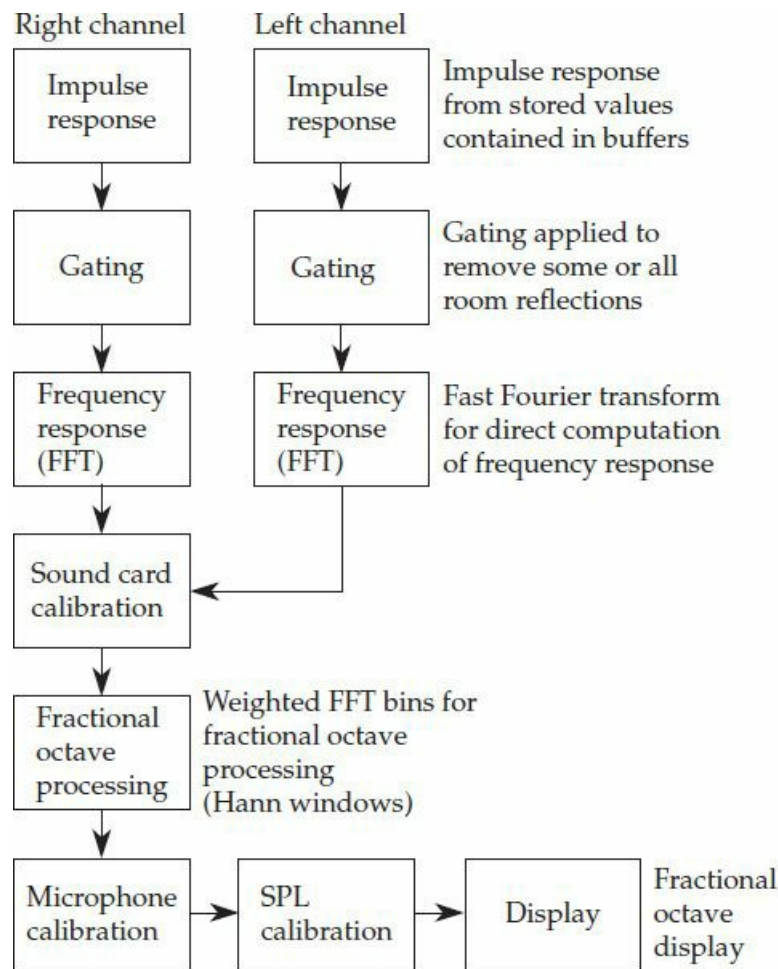 Right channel
Left channel
Impulse
response
Impulse
response
Impulse response
from stored values
contained in buffers
Gating
Gating
Gating applied to
remove some or all
room reflections
Frequency
response
(FFT)
Frequency
response
(FFT)
Fast Fourier transform
for direct computation
of frequency response
Sound card
calibration
Fractional
octave
processing
Weighted FFT bins for
fractional octave
processing
(Hann windows)
Microphone
calibration
SPL
calibration
Display
Fractional
octave
display